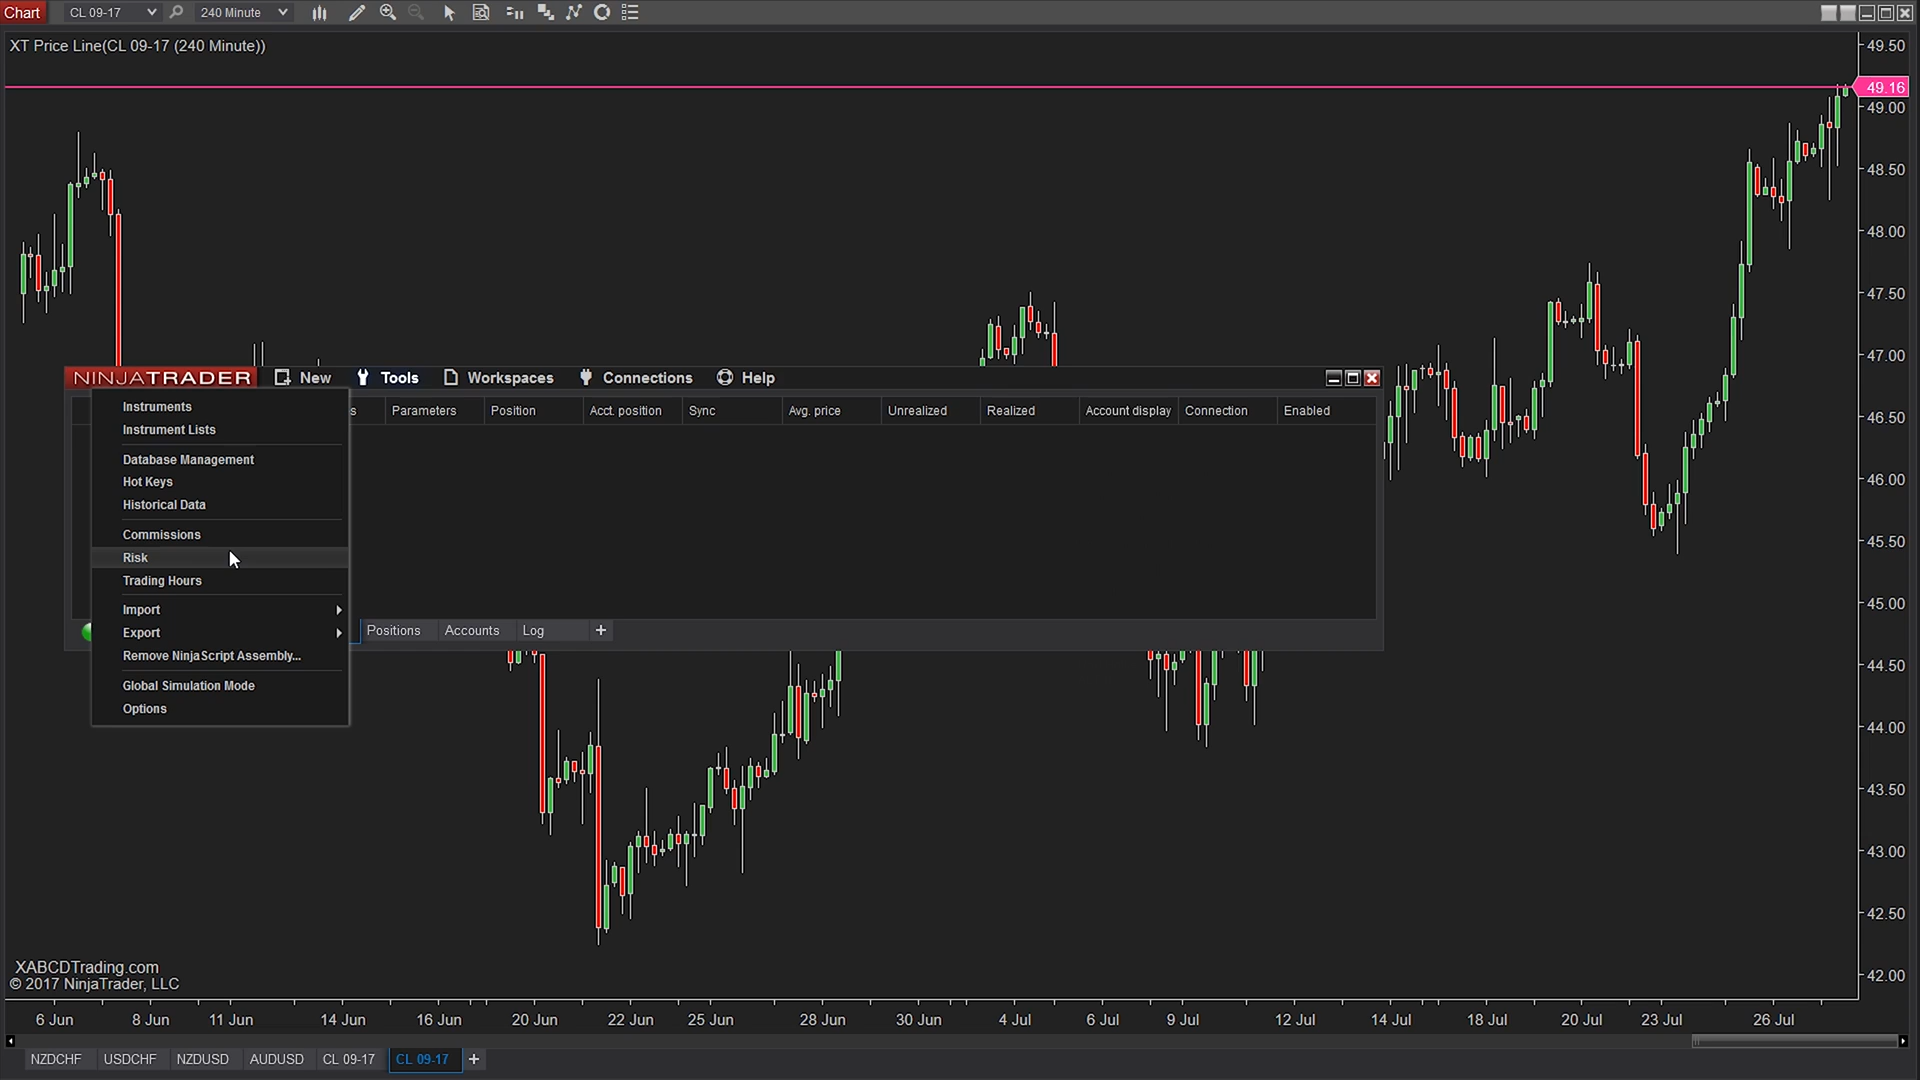 Chart CL 09-17 240 Minute
XT Price Line(CL 09-17 (240 Minute))
49.50
49.16
49.00
48.50
48.00
47.50
47.00
NINJATRADER New Tools Workspaces Connections Help
Instruments
s Parameters Position Acct. position Sync Avg. price Unrealized Realized Account display Connection Enabled
46.50
Instrument Lists
Database Management
46.00
Hot Keys
Historical Data
Commissions
45.50
Risk
Trading Hours
45.00
Import
Export
Positions Accounts Log +
Remove NinjaScript Assembly...
44.50
Global Simulation Mode
Options
44.00
43.50
43.00
42.50
XABCDTrading.com
42.00
© 2017 NinjaTrader, LLC
6 Jun 8 Jun 11 Jun 14 Jun 16 Jun 20 Jun 22 Jun 25 Jun 28 Jun 30 Jun 4 Jul 6 Jul 9 Jul 12 Jul 14 Jul 18 Jul 20 Jul 23 Jul 26 Jul
NZDCHF USDCHF NZDUSD AUDUSD CL 09-17 CL 09-17 +